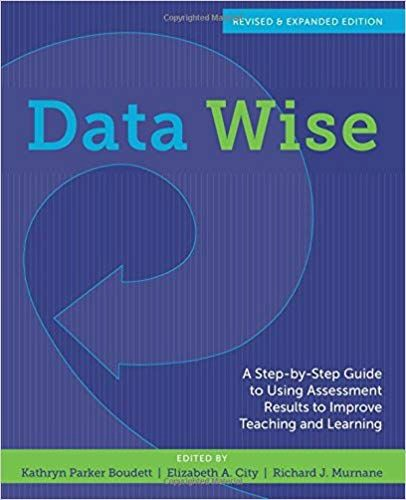 REVISED & EXPANDED EDITION
Data Wise
A Step-by-Step Guide
to Using Assessment
Results to Improve
Teaching and Learning
EDITED BY
Kathryn Parker Boudett | Elizabeth A. City | Richard J. Murnane